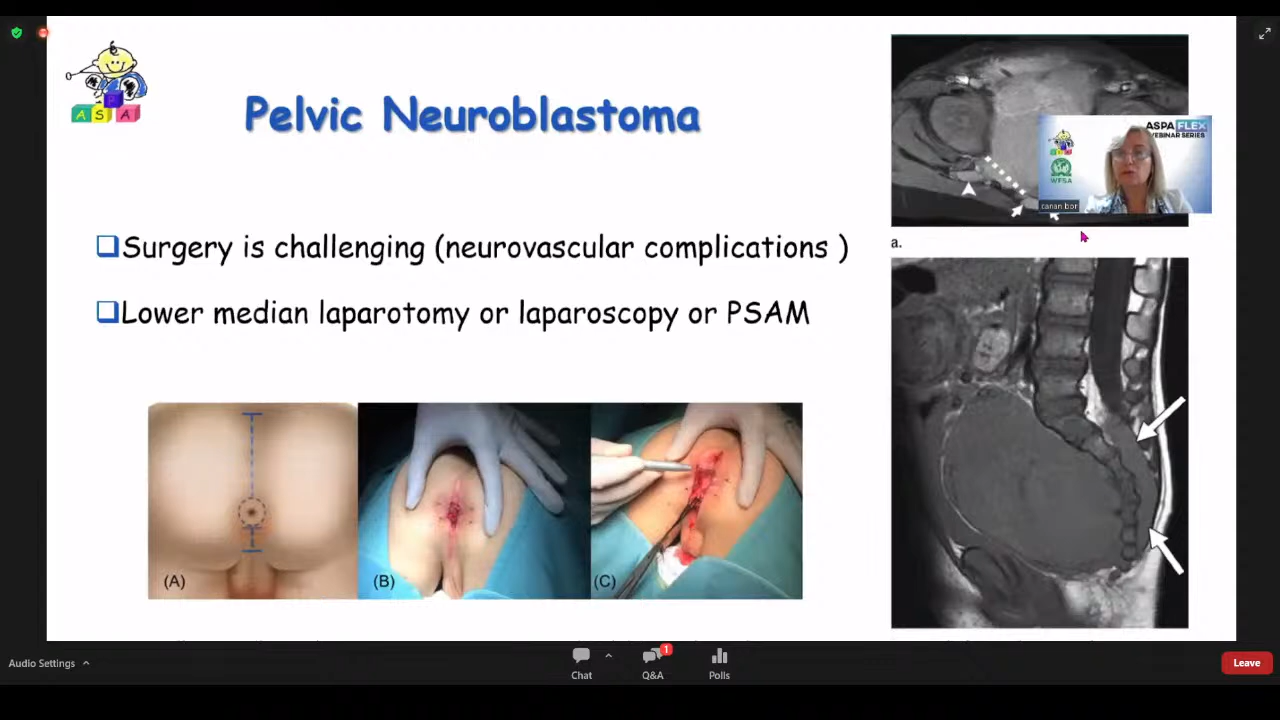 A S A
P
Pelvic Neuroblastoma
Surgery is challenging (neurovascular complications )
Lower median laparotomy or laparoscopy or PSAM
(A)
(B)
(C)
ASPA FLEX
WEBINAR SERIES
WFSA
canan bor
a.
Audio Settings
Chat
Q&A
1
Polls
Leave